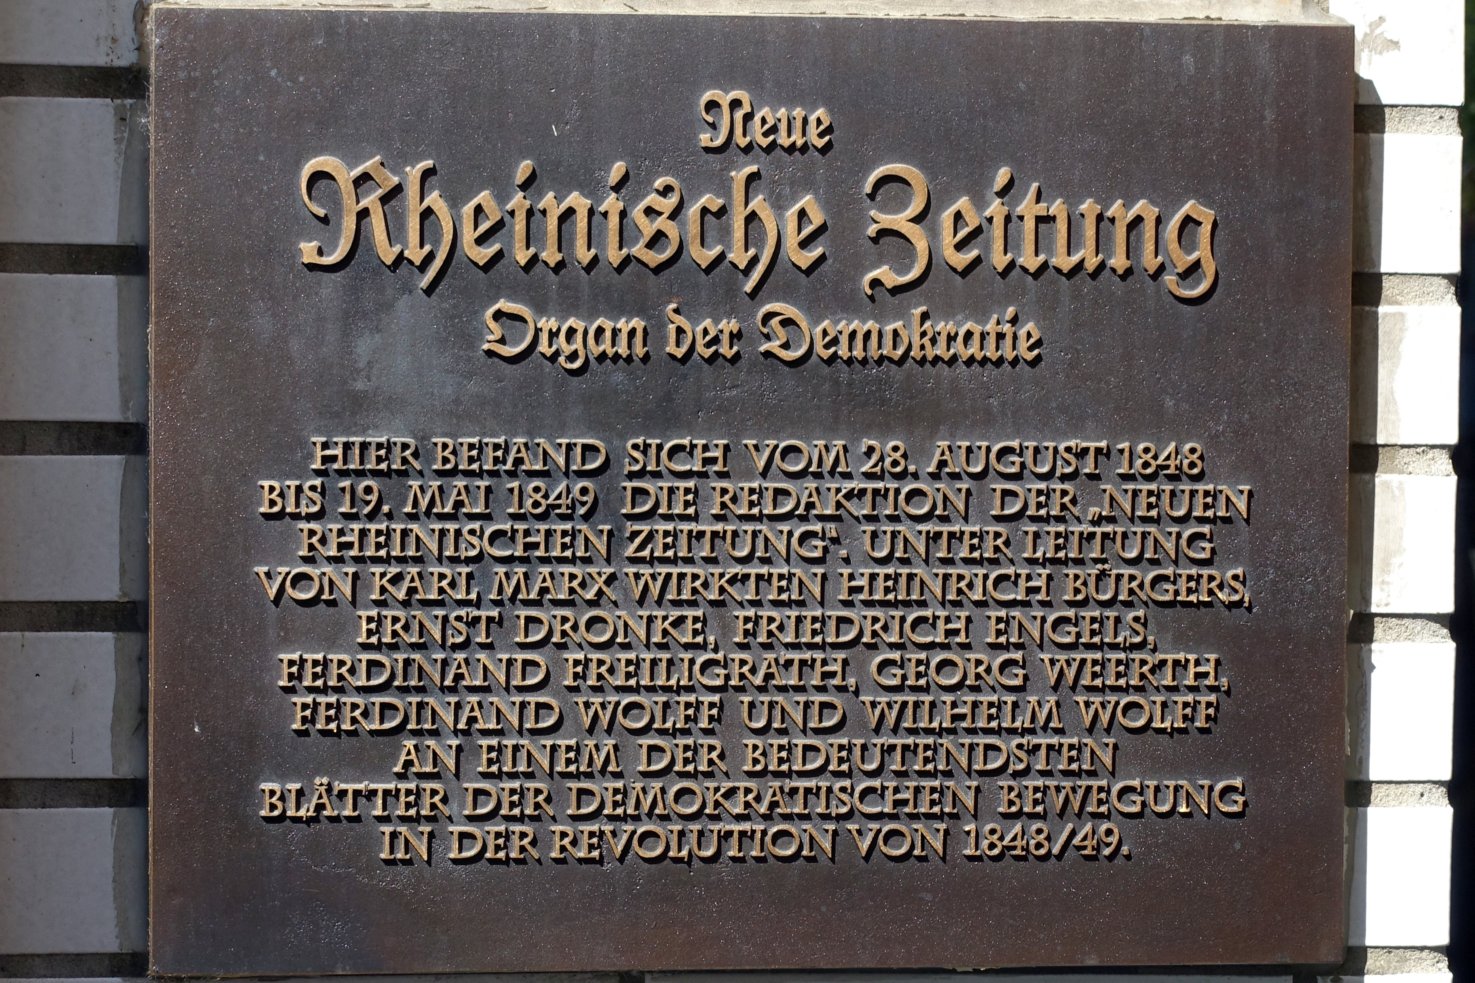 Neue
Rheinische Zeitung
Organ der Demokratie
HIER BEFAND SICH VOM 28. AUGUST 1848
BIS 19. MAI 1849 DIE REDAKTION DER „NEUEN
RHEINISCHEN ZEITUNG“. UNTER LEITUNG
VON KARL MARX WIRKTEN HEINRICH BÜRGERS,
ERNST DRONKE, FRIEDRICH ENGELS,
FERDINAND FREILIGRATH, GEORG WEERTH,
FERDINAND WOLFF UND WILHELM WOLFF
AN EINEM DER BEDEUTENDSTEN
BLÄTTER DER DEMOKRATISCHEN BEWEGUNG
IN DER REVOLUTION VON 1848/49.